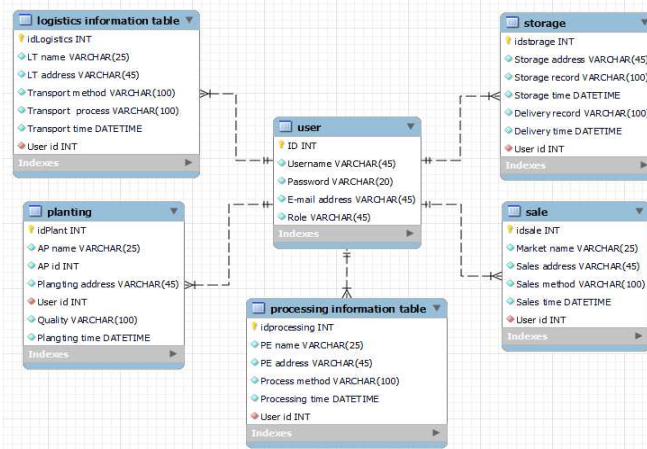 logistics information table
idLogistics INT
LT name VARCHAR(25)
LT address VARCHAR(45)
Transport method VARCHAR(100)
Transport process VARCHAR(100)
Transport time DATETIME
User id INT
Indexes
storage
idstorage INT
Storage address VARCHAR(45)
Storage record VARCHAR(100)
Storage time DATETIME
Delivery record VARCHAR(100)
Delivery time DATETIME
User id INT
Indexes
user
ID INT
Username VARCHAR(45)
Password VARCHAR(20)
E-mail address VARCHAR(45)
Role VARCHAR(45)
Indexes
planting
idPlant INT
AP name VARCHAR(25)
AP id INT
Plangting address VARCHAR(45)
User id INT
Quality VARCHAR(100)
Plangting time DATETIME
Indexes
sale
idsale INT
Market name VARCHAR(25)
Sales address VARCHAR(45)
Sales method VARCHAR(100)
Sales time DATETIME
User id INT
Indexes
processing information table
idprocessing INT
PE name VARCHAR(25)
PE address VARCHAR(45)
Process method VARCHAR(100)
Processing time DATETIME
User id INT
Indexes